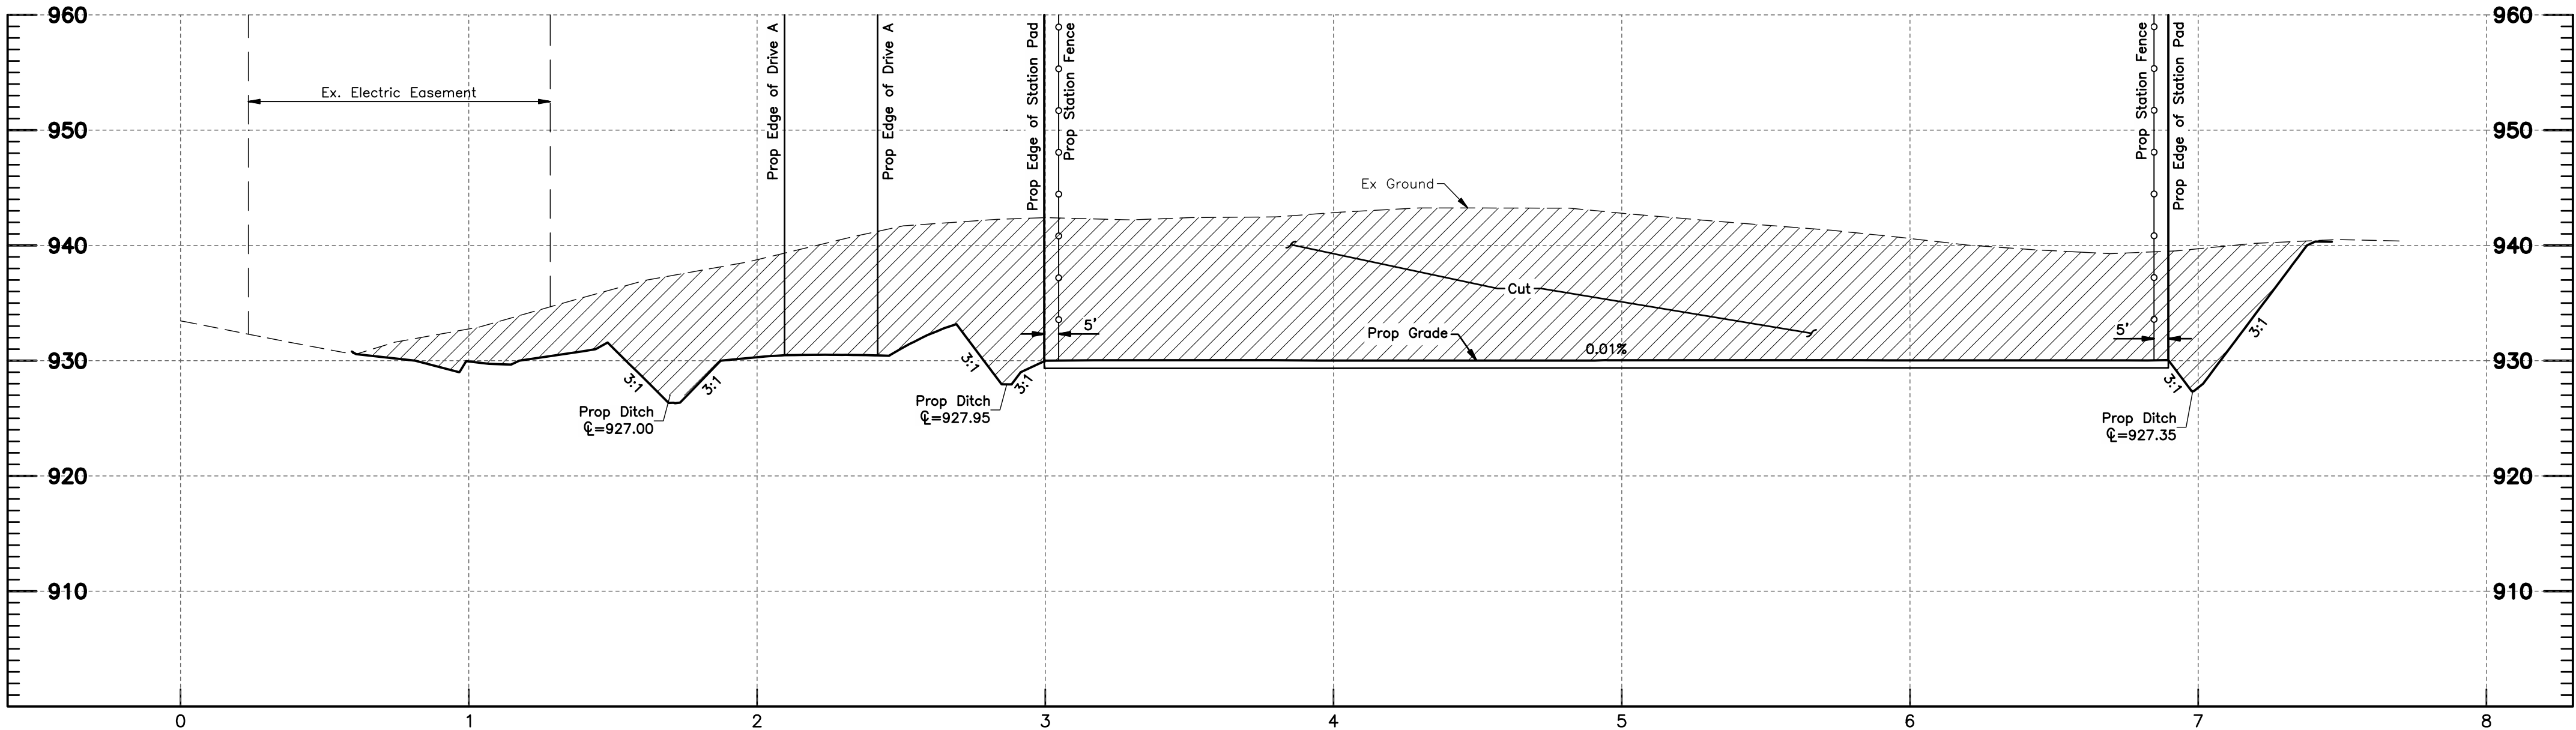 960
960
Prop Edge of Drive A
Prop Edge of Drive A
Prop Edge of Station Pad
Prop Station Fence
Prop Station Fence
Prop Edge of Station Pad
Ex. Electric Easement
950
950
Ex Ground
940
940
Cut
5'
Prop Grade
5'
0.01%
3:1
930
930
3:1
3:1
3:1
3:1
3:1
Prop Ditch
℄=927.00
Prop Ditch
℄=927.95
Prop Ditch
℄=927.35
920
920
910
910
0
1
2
3
4
5
6
7
8